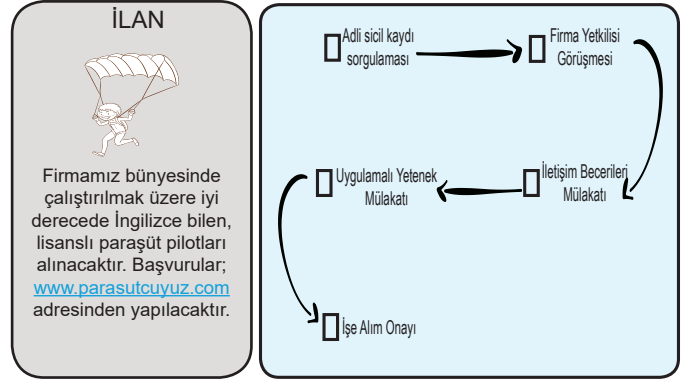 İLAN
Firmamız bünyesinde
çalıştırılmak üzere iyi
derecede İngilizce bilen,
lisanslı paraşüt pilotları
alınacaktır. Başvurular;
www.parasutcuyuz.com
adresinden yapılacaktır.
Adli sicil kaydı
sorgulaması
Firma Yetkilisi
Görüşmesi
İletişim Becerileri
Mülakatı
Uygulamalı Yetenek
Mülakatı
İşe Alım Onayı